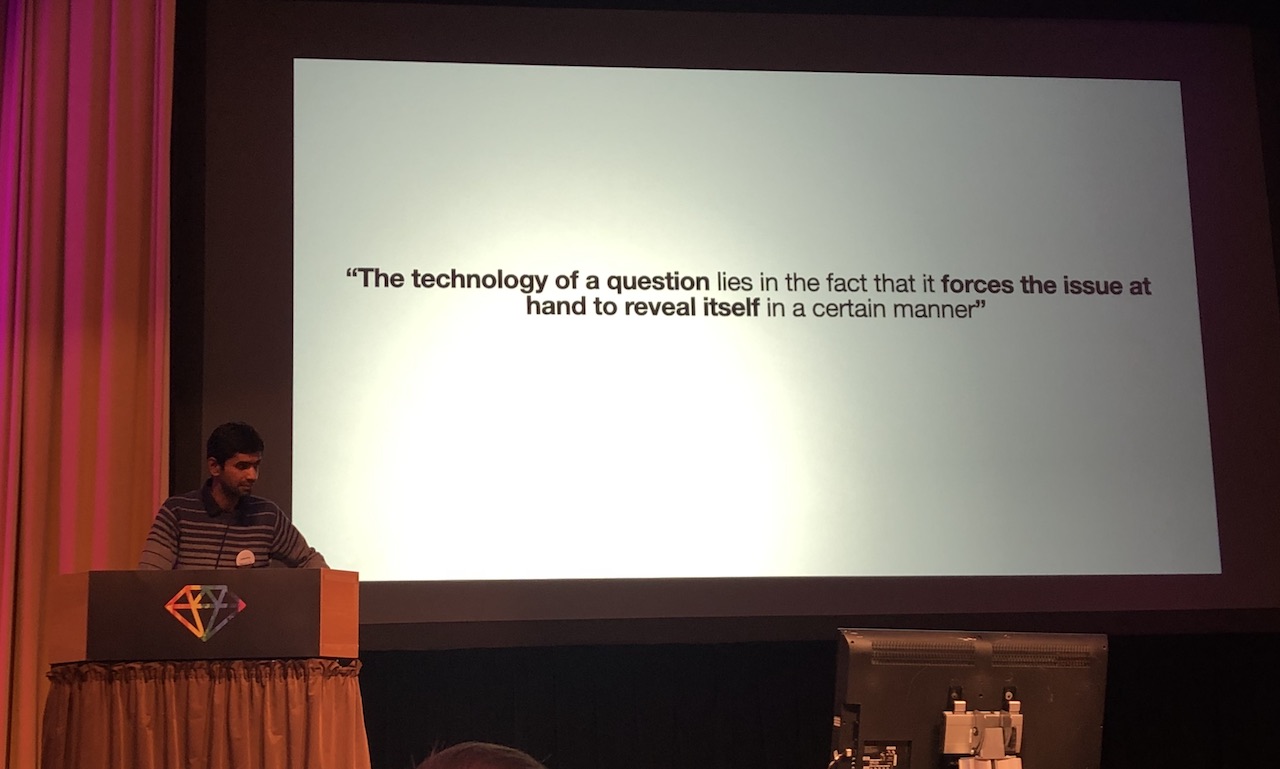 “The technology of a question lies in the fact that it forces the issue at
hand to reveal itself in a certain manner”